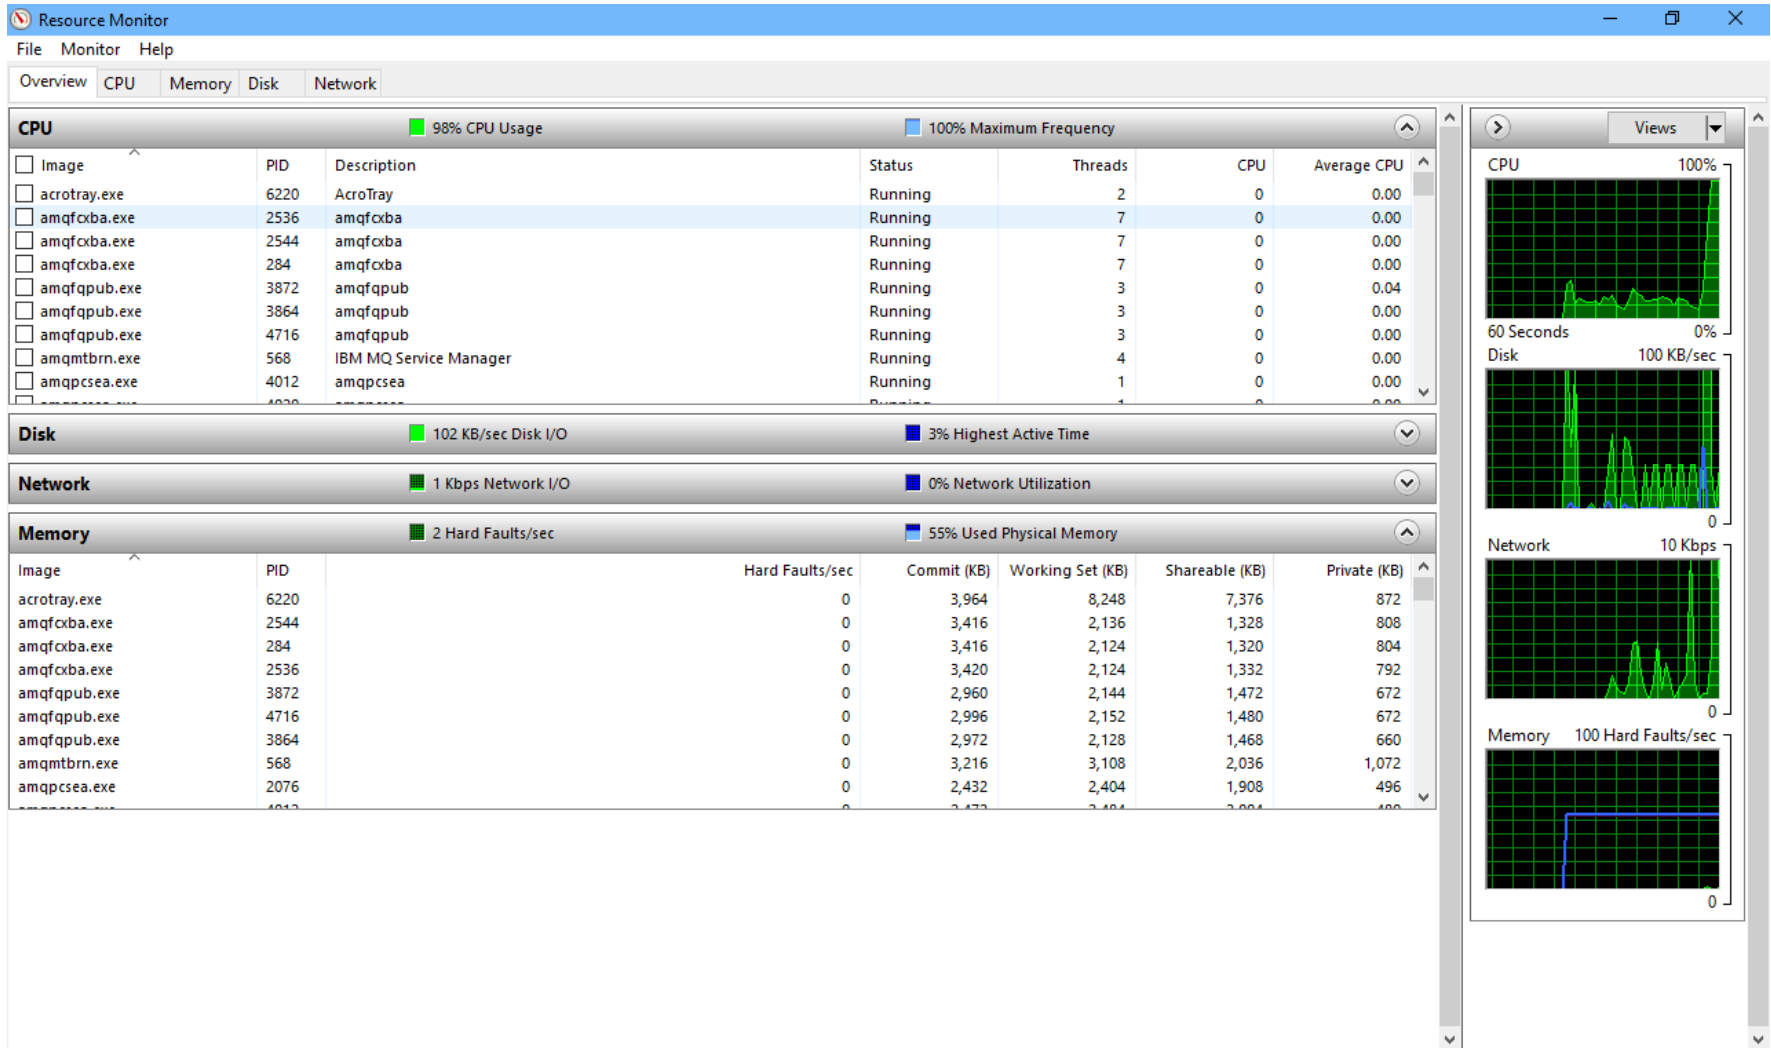 Resource Monitor
File Monitor Help
Overview CPU Memory Disk Network
CPU 98% CPU Usage 100% Maximum Frequency
Image PID Description Status Threads CPU Average CPU
acrotray.exe 6220 AcroTray Running 2 0 0.00
amqfcxba.exe 2536 amqfcxba Running 7 0 0.00
amqfcxba.exe 2544 amqfcxba Running 7 0 0.00
amqfcxba.exe 284 amqfcxba Running 7 0 0.00
amqfqpub.exe 3872 amqfqpub Running 3 0 0.04
amqfqpub.exe 3864 amqfqpub Running 3 0 0.00
amqfqpub.exe 4716 amqfqpub Running 3 0 0.00
amqmtbrn.exe 568 IBM MQ Service Manager Running 4 0 0.00
amqpcsea.exe 4012 amqpcsea Running 1 0 0.00
Disk 102 KB/sec Disk I/O 3% Highest Active Time
Network 1 Kbps Network I/O 0% Network Utilization
Memory 2 Hard Faults/sec 55% Used Physical Memory
Image PID Hard Faults/sec Commit (KB) Working Set (KB) Shareable (KB) Private (KB)
acrotray.exe 6220 0 3,964 8,248 7,376 872
amqfcxba.exe 2544 0 3,416 2,136 1,328 808
amqfcxba.exe 284 0 3,416 2,124 1,320 804
amqfcxba.exe 2536 0 3,420 2,124 1,332 792
amqfqpub.exe 3872 0 2,960 2,144 1,472 672
amqfqpub.exe 4716 0 2,996 2,152 1,480 672
amqfqpub.exe 3864 0 2,972 2,128 1,468 660
amqmtbrn.exe 568 0 3,216 3,108 2,036 1,072
amqpcsea.exe 2076 0 2,432 2,404 1,908 496
Views
CPU 100%
60 Seconds 0%
Disk 100 KB/sec
0
Network 10 Kbps
0
Memory 100 Hard Faults/sec
0